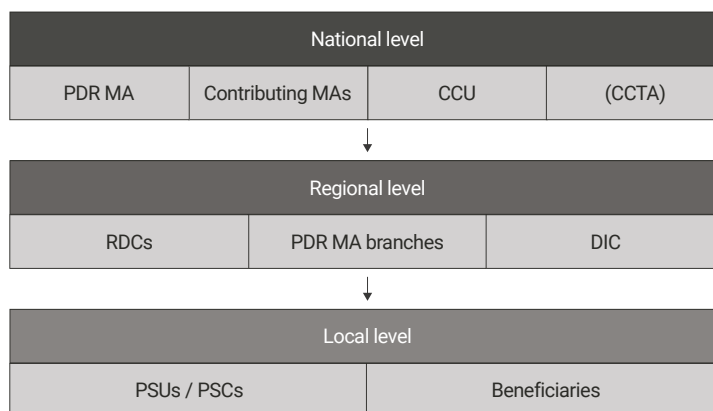 National level
PDR MA Contributing MAs CCU (CCTA)
Regional level
RDCs PDR MA branches DIC
Local level
PSUs / PSCs Beneficiaries